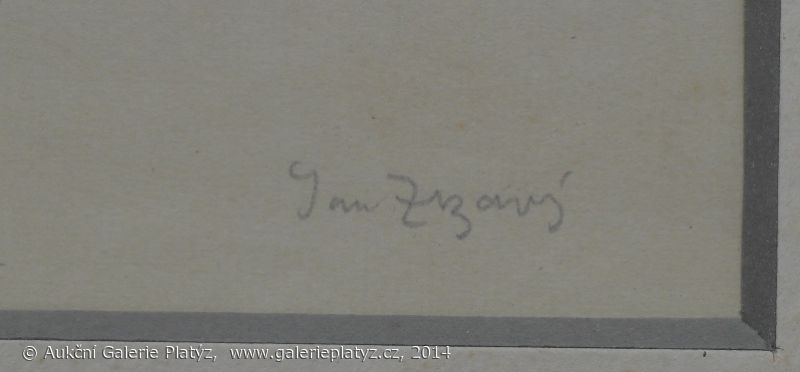 Jan Zrzavý
© Aukční Galerie Platýz, www.galerieplatyz.cz, 2014